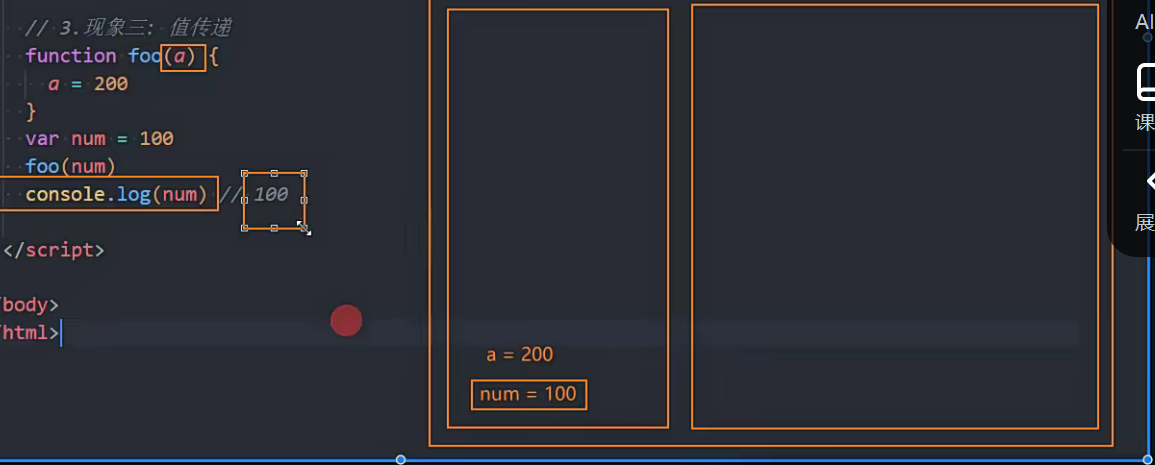 // 3.现象三: 值传递
function foo(a) {
a = 200
}
var num = 100
foo(num)
console.log(num) // 100
</script>
/body>
/html>
a = 200
num = 100
AI
课
展